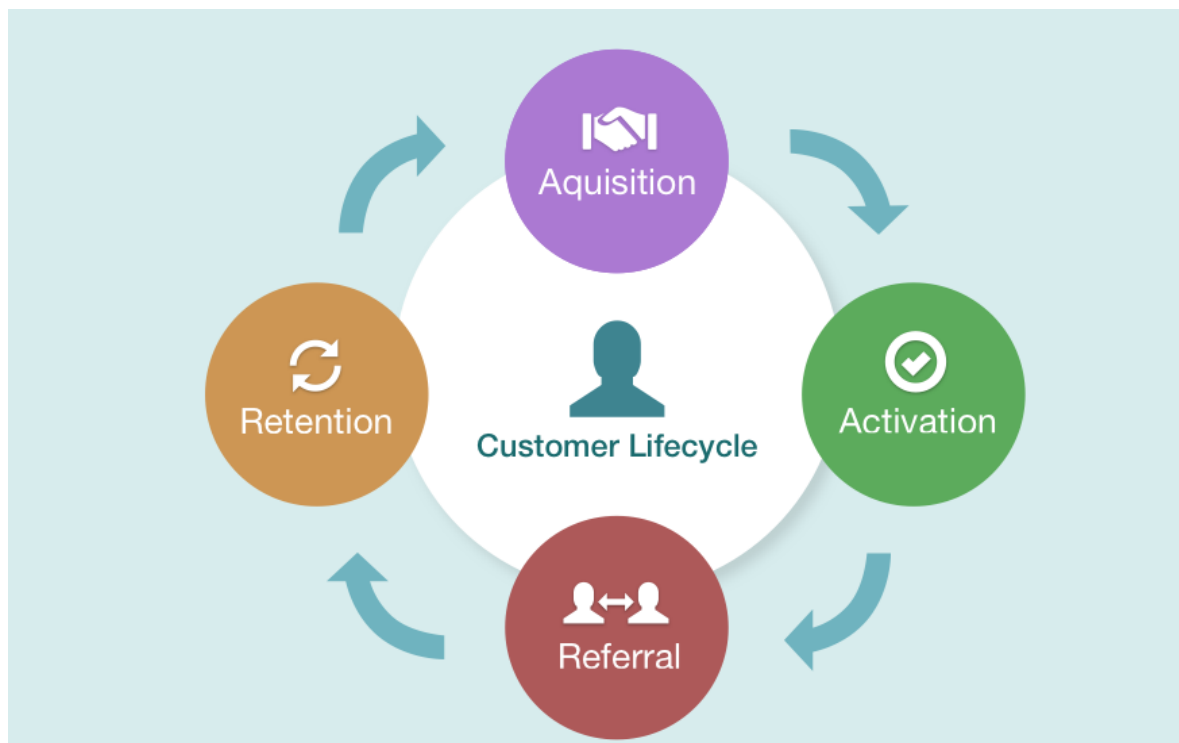 Aquisition
Activation
Referral
Retention
Customer Lifecycle